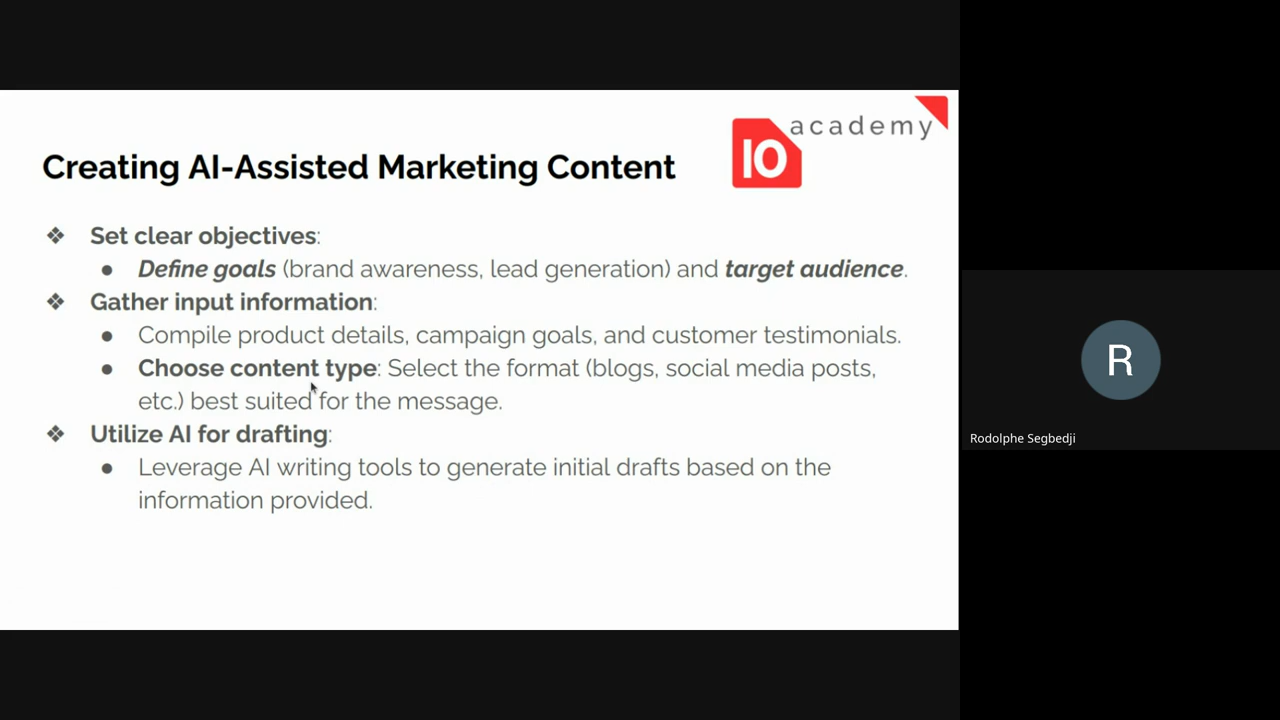 academy
10
Creating AI-Assisted Marketing Content
❖ Set clear objectives:
● Define goals (brand awareness, lead generation) and target audience.
❖ Gather input information:
● Compile product details, campaign goals, and customer testimonials.
● Choose content type: Select the format (blogs, social media posts,
etc.) best suited for the message.
❖ Utilize AI for drafting:
● Leverage AI writing tools to generate initial drafts based on the
information provided.
R
Rodolphe Segbedji